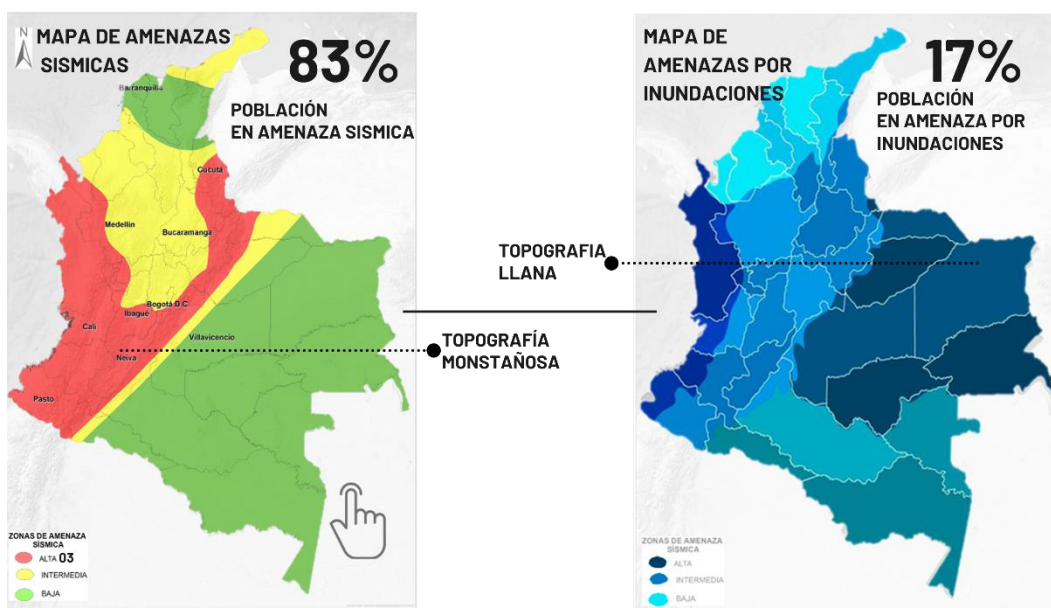 N
MAPA DE AMENAZAS
SISMICAS
83%
POBLACIÓN
EN AMENAZA SISMICA
Barranquilla
Cucutá
Medellin
Bucaramanga
Bogotá D.C.
Ibagué
Cali
Villavicencio
Neiva
Pasto
ZONAS DE AMENAZA
SÍSMICA
ALTA 03
INTERMEDIA
BAJA
TOPOGRAFIA
LLANA
TOPOGRAFÍA
MONSTAÑOSA
MAPA DE
AMENAZAS POR
INUNDACIONES
17%
POBLACIÓN
EN AMENAZA POR
INUNDACIONES
ZONAS DE AMENAZA
SÍSMICA
ALTA
INTERMEDIA
BAJA